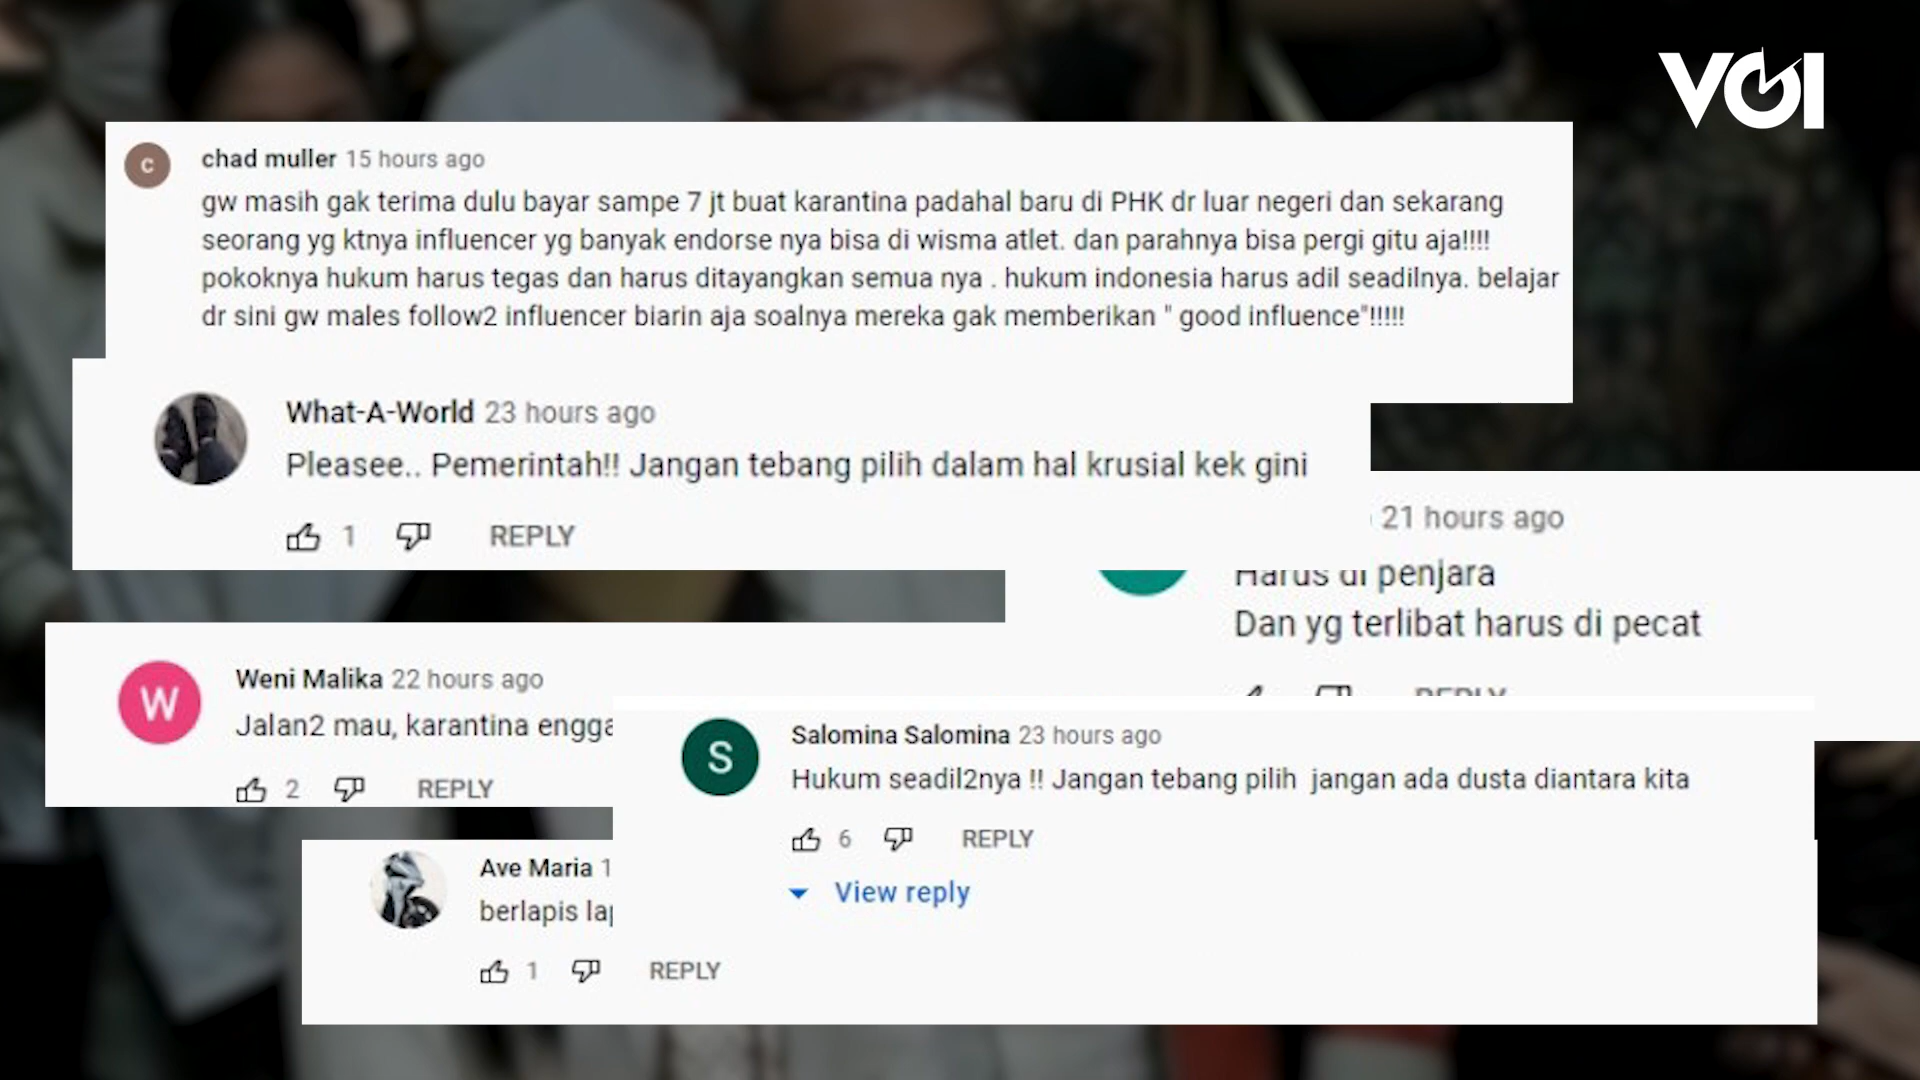 VOI
C
chad muller 15 hours ago
gw masih gak terima dulu bayar sampe 7 jt buat karantina padahal baru di PHK dr luar negeri dan sekarang
seorang yg ktnya influencer yg banyak endorse nya bisa di wisma atlet. dan parahnya bisa pergi gitu aja!!!!
pokoknya hukum harus tegas dan harus ditayangkan semua nya . hukum indonesia harus adil seadilnya. belajar
dr sini gw males follow2 influencer biarin aja soalnya mereka gak memberikan " good influence"!!!!!
What-A-World 23 hours ago
Pleasee.. Pemerintah!! Jangan tebang pilih dalam hal krusial kek gini
1 REPLY
21 hours ago
Harus di penjara
Dan yg terlibat harus di pecat
REPLY
W
Weni Malika 22 hours ago
Jalan2 mau, karantina engga
2 REPLY
S
Salomina Salomina 23 hours ago
Hukum seadil2nya !! Jangan tebang pilih jangan ada dusta diantara kita
6 REPLY
View reply
Ave Maria 1
berlapis
1 REPLY